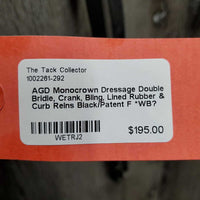 The Tack Collector
1002261-292
AGD Monocrown Dressage Double
Bridle, Crank, Bling, Lined Rubber &
Curb Reins Black/Patent F *WB?
WETRJ2
$195.00